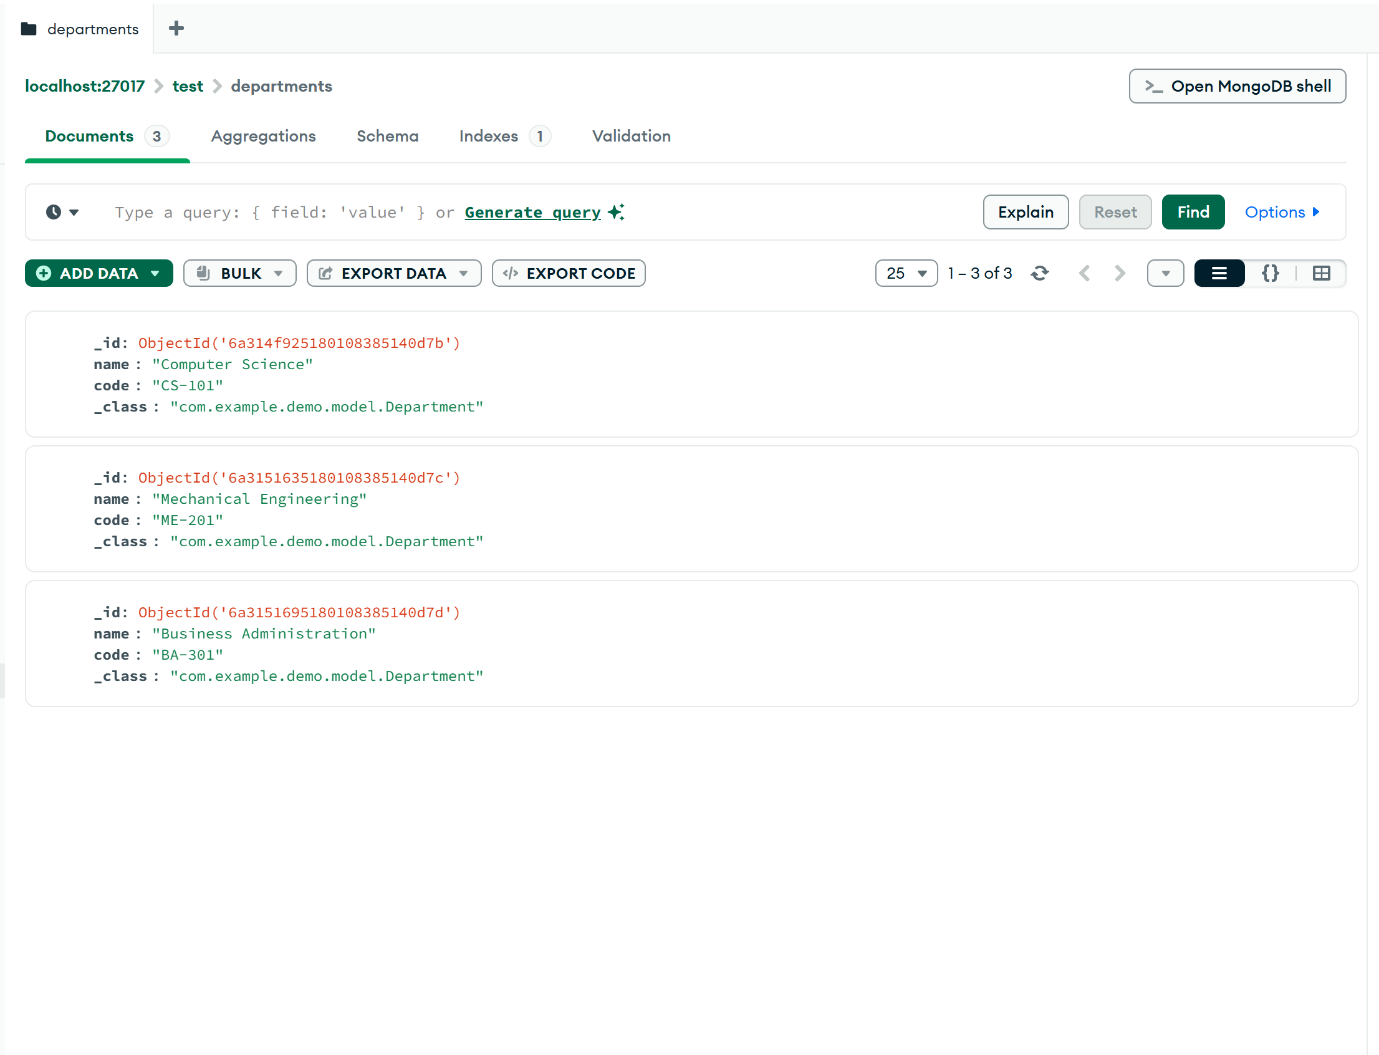 departments
localhost:27017 > test > departments
>_ Open MongoDB shell
Documents 3 Aggregations Schema Indexes 1 Validation
Type a query: { field: 'value' } or Generate query
Explain Reset Find Options
ADD DATA BULK EXPORT DATA </> EXPORT CODE 25 1 – 3 of 3 {}
_id: ObjectId('6a314f925180108385140d7b')
name : "Computer Science"
code : "CS-101"
_class : "com.example.demo.model.Department"
_id: ObjectId('6a3151635180108385140d7c')
name : "Mechanical Engineering"
code : "ME-201"
_class : "com.example.demo.model.Department"
_id: ObjectId('6a3151695180108385140d7d')
name : "Business Administration"
code : "BA-301"
_class : "com.example.demo.model.Department"